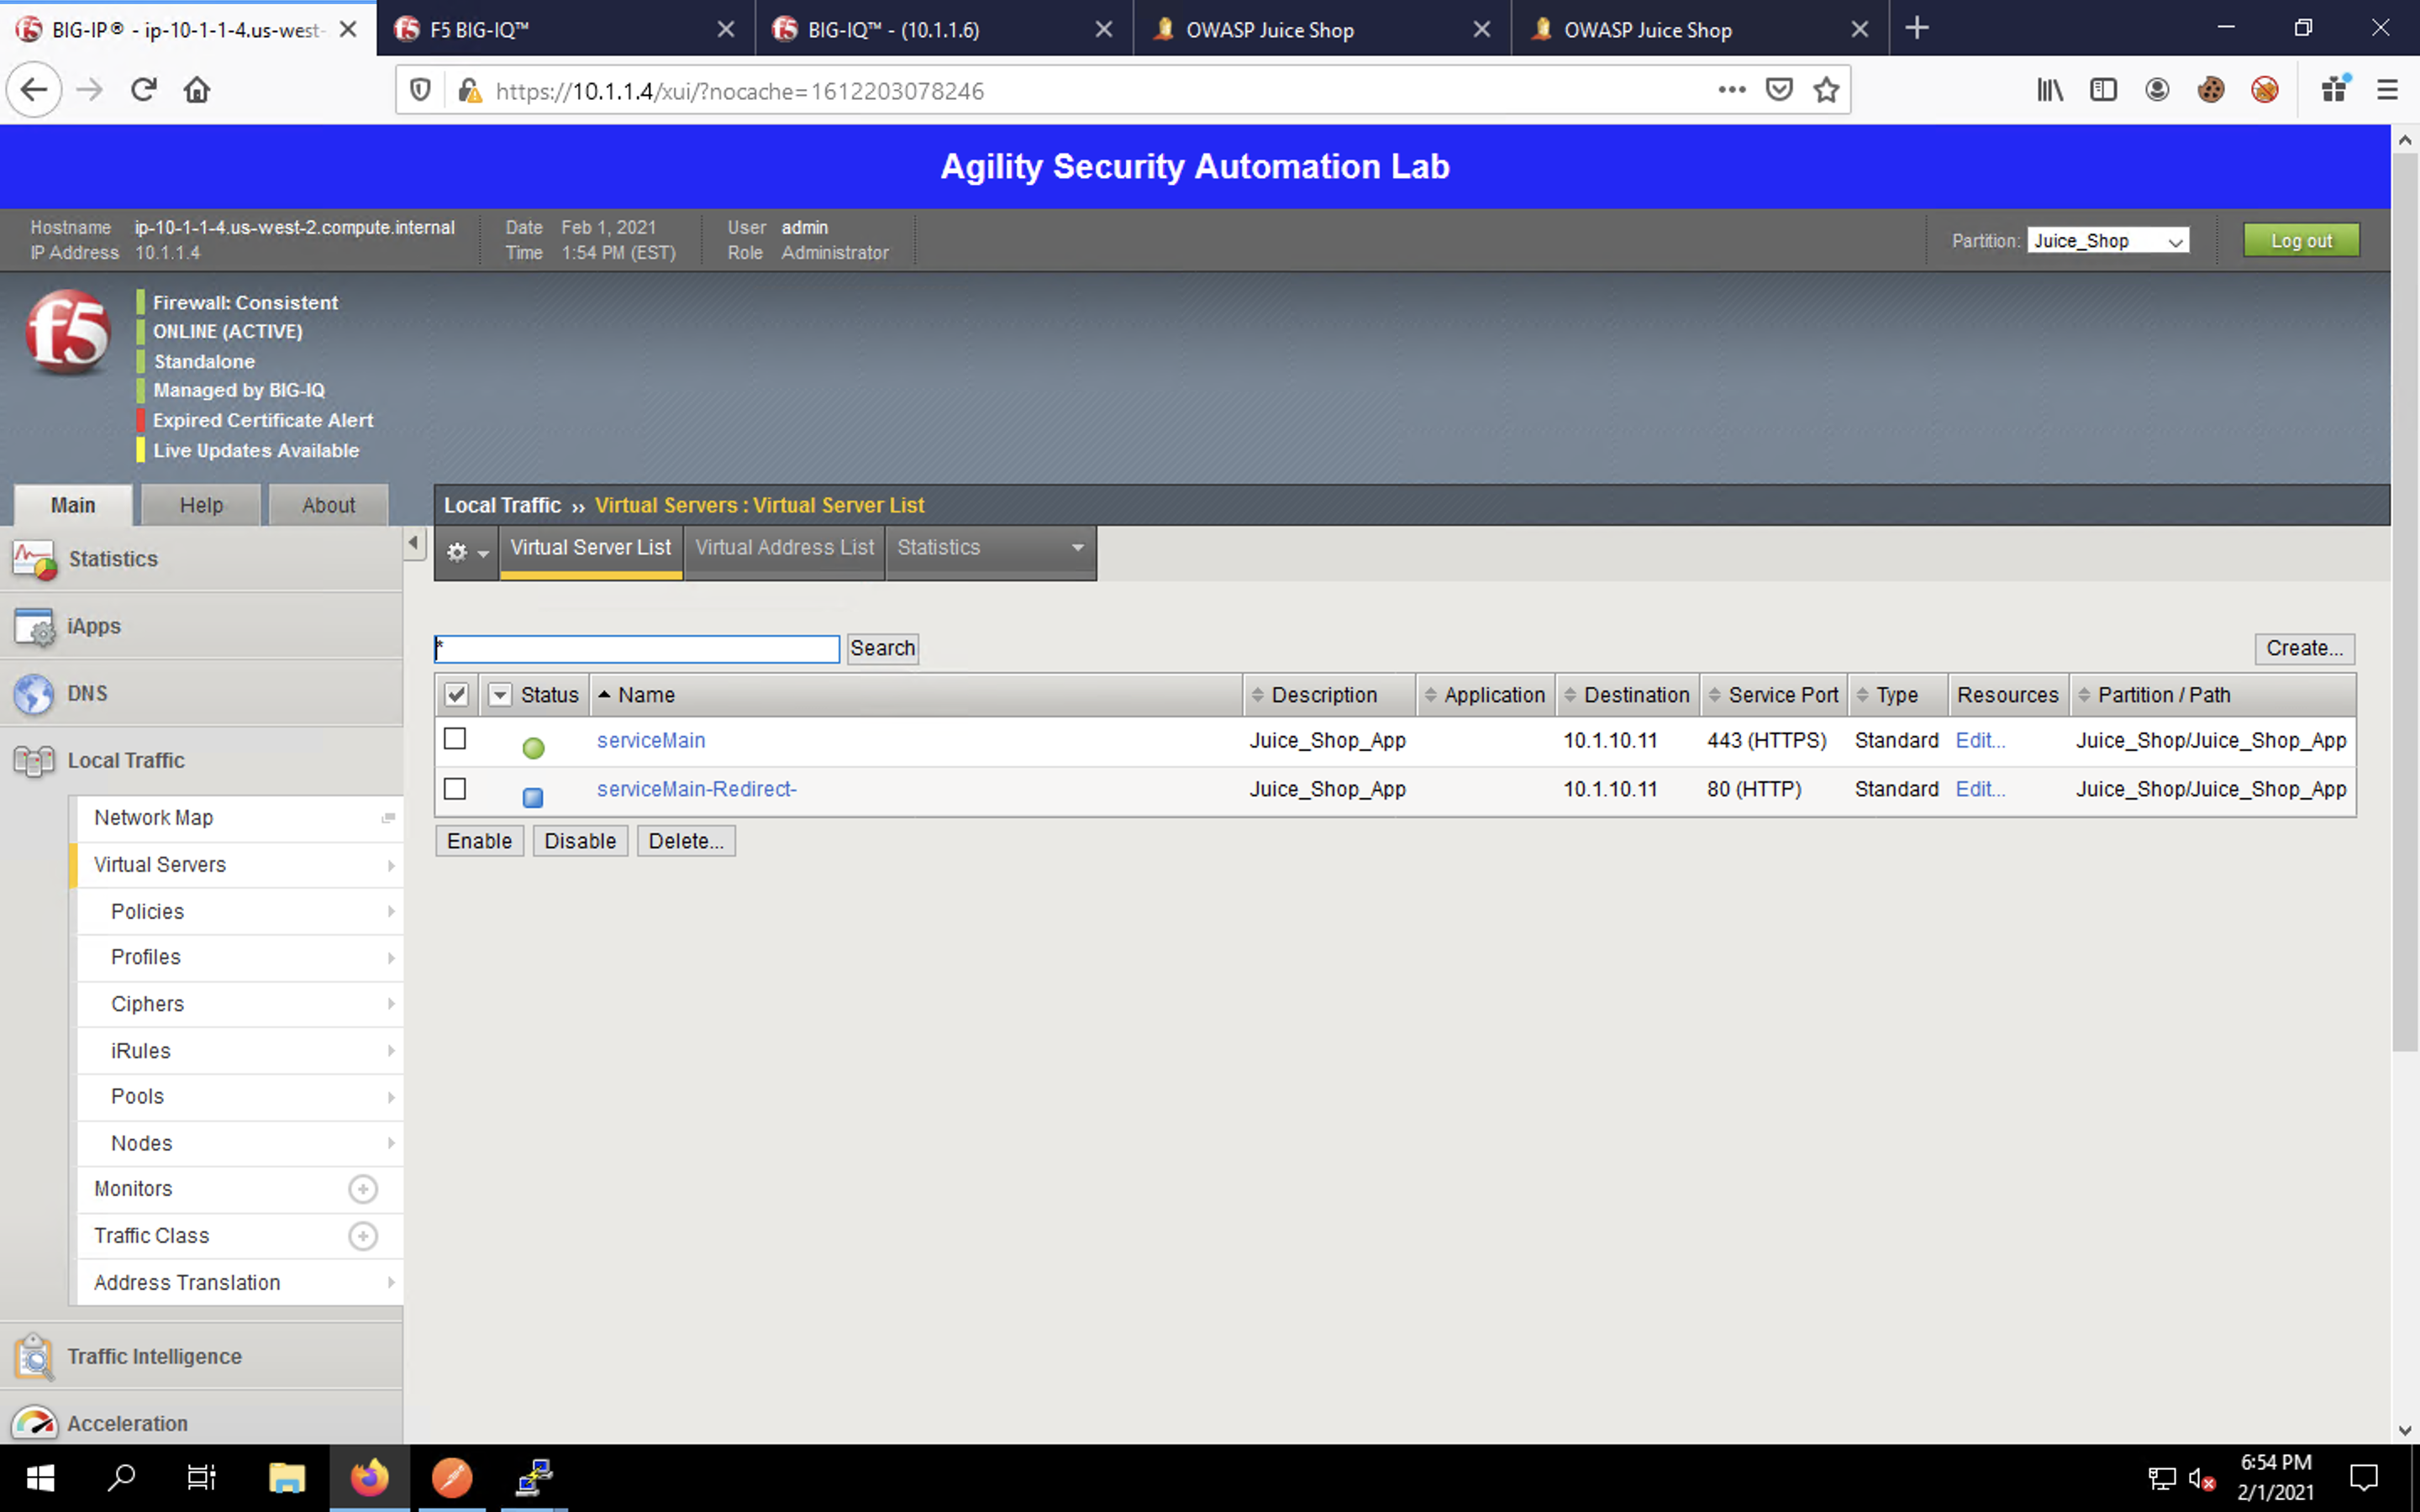 BIG-IP® - ip-10-1-1-4.us-west-
F5 BIG-IQ™
BIG-IQ™ - (10.1.1.6)
OWASP Juice Shop
OWASP Juice Shop
https://10.1.1.4/xui/?nocache=1612203078246
Agility Security Automation Lab
Hostname ip-10-1-1-4.us-west-2.compute.internal Date Feb 1, 2021 User admin
IP Address 10.1.1.4 Time 1:54 PM (EST) Role Administrator
Partition: Juice_Shop
Log out
f5
Firewall: Consistent
ONLINE (ACTIVE)
Standalone
Managed by BIG-IQ
Expired Certificate Alert
Live Updates Available
Main Help About
Local Traffic ›› Virtual Servers : Virtual Server List
Virtual Server List Virtual Address List Statistics
Statistics
iApps
DNS
Local Traffic
Network Map
Virtual Servers
Policies
Profiles
Ciphers
iRules
Pools
Nodes
Monitors
Traffic Class
Address Translation
Traffic Intelligence
Acceleration
*
Search
Create...
Status Name Description Application Destination Service Port Type Resources Partition / Path
serviceMain Juice_Shop_App 10.1.10.11 443 (HTTPS) Standard Edit... Juice_Shop/Juice_Shop_App
serviceMain-Redirect- Juice_Shop_App 10.1.10.11 80 (HTTP) Standard Edit... Juice_Shop/Juice_Shop_App
Enable Disable Delete...
6:54 PM
2/1/2021